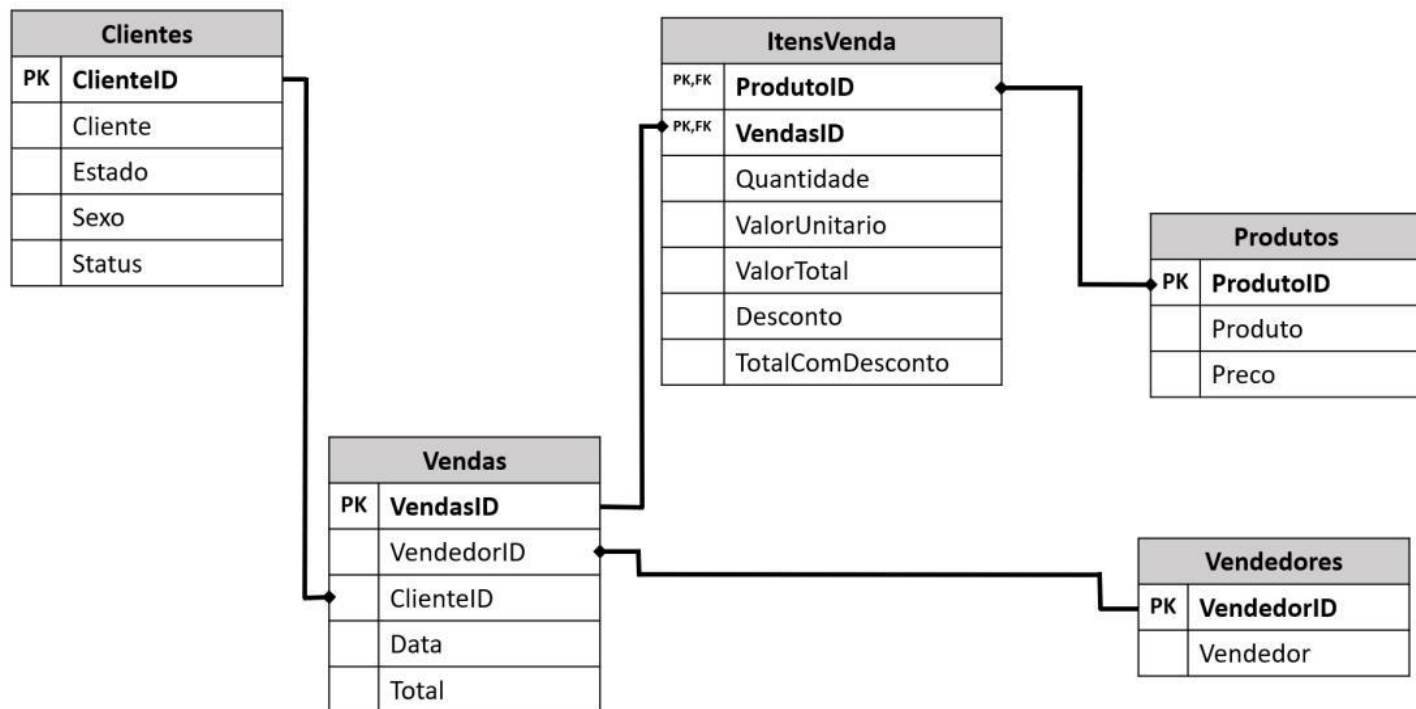 Clientes
PK ClienteID
Cliente
Estado
Sexo
Status
ItensVenda
PK,FK ProdutoID
PK,FK VendasID
Quantidade
ValorUnitario
ValorTotal
Desconto
TotalComDesconto
Produtos
PK ProdutoID
Produto
Preco
Vendas
PK VendasID
VendedorID
ClienteID
Data
Total
Vendedores
PK VendedorID
Vendedor